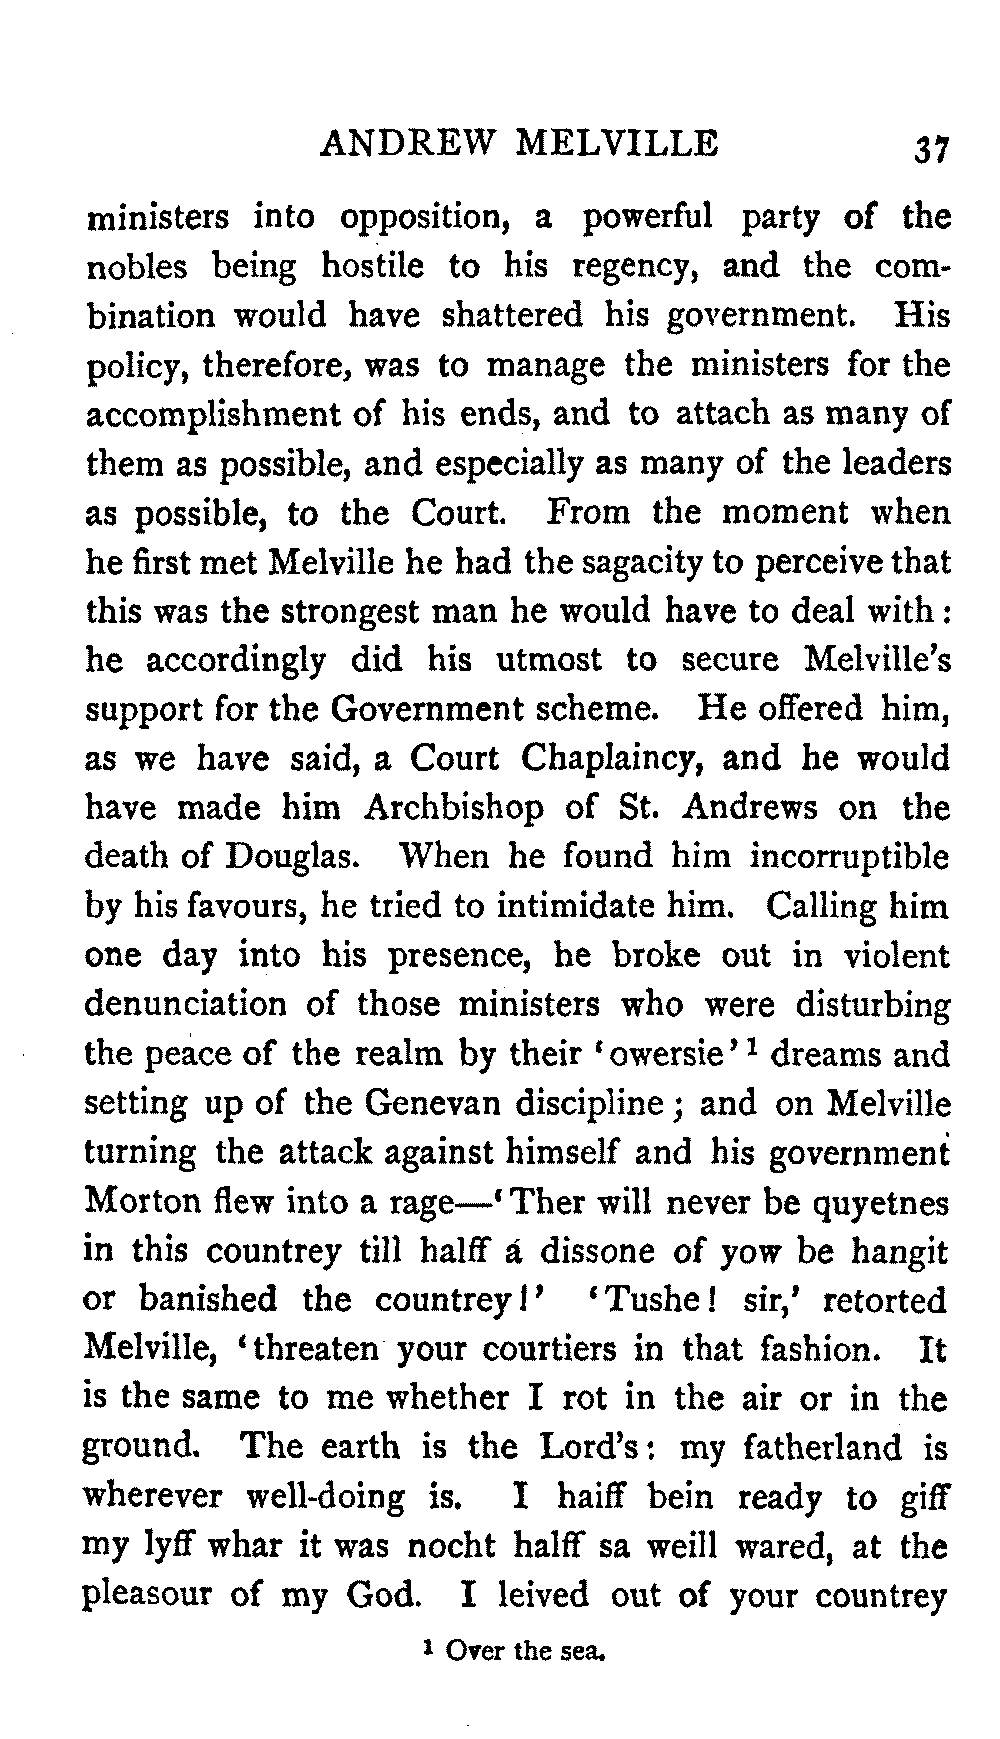 ANDREW MELVILLE 37
ministers into opposition, a powerful party of the
nobles being hostile to his regency, and the com-
bination would have shattered his government. His
policy, therefore, was to manage the ministers for the
accomplishment of his ends, and to attach as many of
them as possible, and especially as many of the leaders
as possible, to the Court. From the moment when
he first met Melville he had the sagacity to perceive that
this was the strongest man he would have to deal with:
he accordingly did his utmost to secure Melville's
support for the Government scheme. He offered him,
as we have said, a Court Chaplaincy, and he would
have made him Archbishop of St. Andrews on the
death of Douglas. When he found him incorruptible
by his favours, he tried to intimidate him. Calling him
one day into his presence, he broke out in violent
denunciation of those ministers who were disturbing
the peace of the realm by their 'owersie'¹ dreams and
setting up of the Genevan discipline; and on Melville
turning the attack against himself and his government
Morton flew into a rage—'Ther will never be quyetnes
in this countrey till halff á dissone of yow be hangit
or banished the countrey!' 'Tushe! sir,' retorted
Melville, 'threaten your courtiers in that fashion. It
is the same to me whether I rot in the air or in the
ground. The earth is the Lord's: my fatherland is
wherever well-doing is. I haiff bein ready to giff
my lyff whar it was nocht halff sa weill wared, at the
pleasour of my God. I leived out of your countrey
¹ Over the sea.